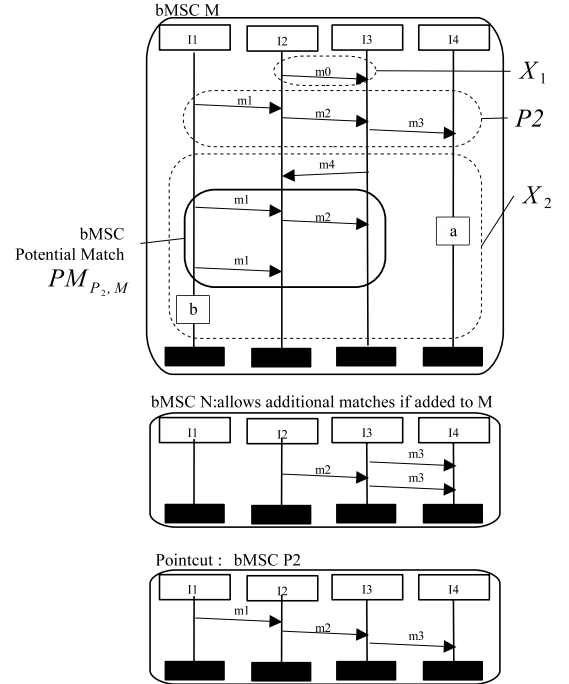 bMSC M
I1 I2 I3 I4
m0
X1
m1
m2
m3
P2
m4
X2
m1
m2
a
bMSC
Potential Match
PM P2, M
m1
b
bMSC N:allows additional matches if added to M
I1 I2 I3 I4
m3
m2
m3
Pointcut : bMSC P2
I1 I2 I3 I4
m1
m2
m3